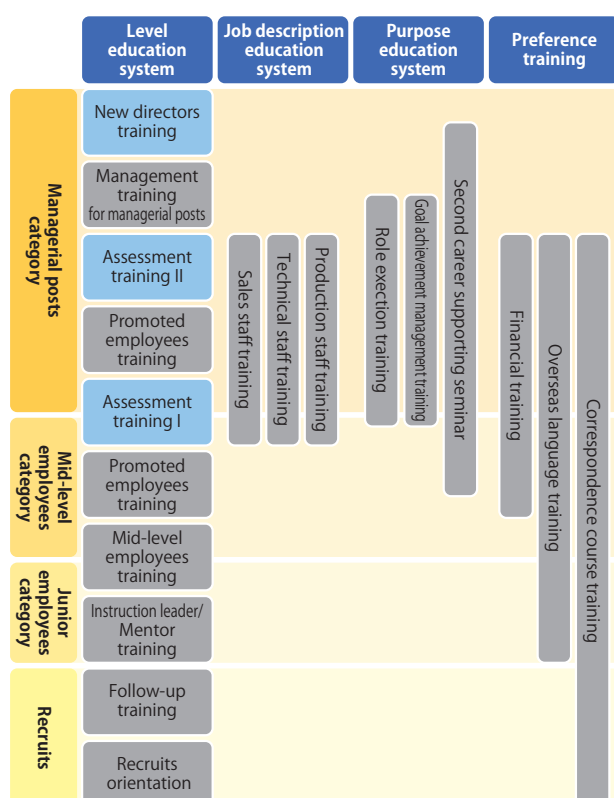 Level
education
system
Job description
education
system
Purpose
education
system
Preference
training
Managerial posts
category
Mid-level
employees
category
Junior
employees
category
Recruits
New directors
training
Management
training
for managerial posts
Assessment
training II
Promoted
employees
training
Assessment
training I
Promoted
employees
training
Mid-level
employees
training
Instruction leader/
Mentor
training
Follow-up
training
Recruits
orientation
Sales staff training
Technical staff training
Production staff training
Role exection training
Goal achievement management training
Second career supporting seminar
Financial training
Overseas language training
Correspondence course training